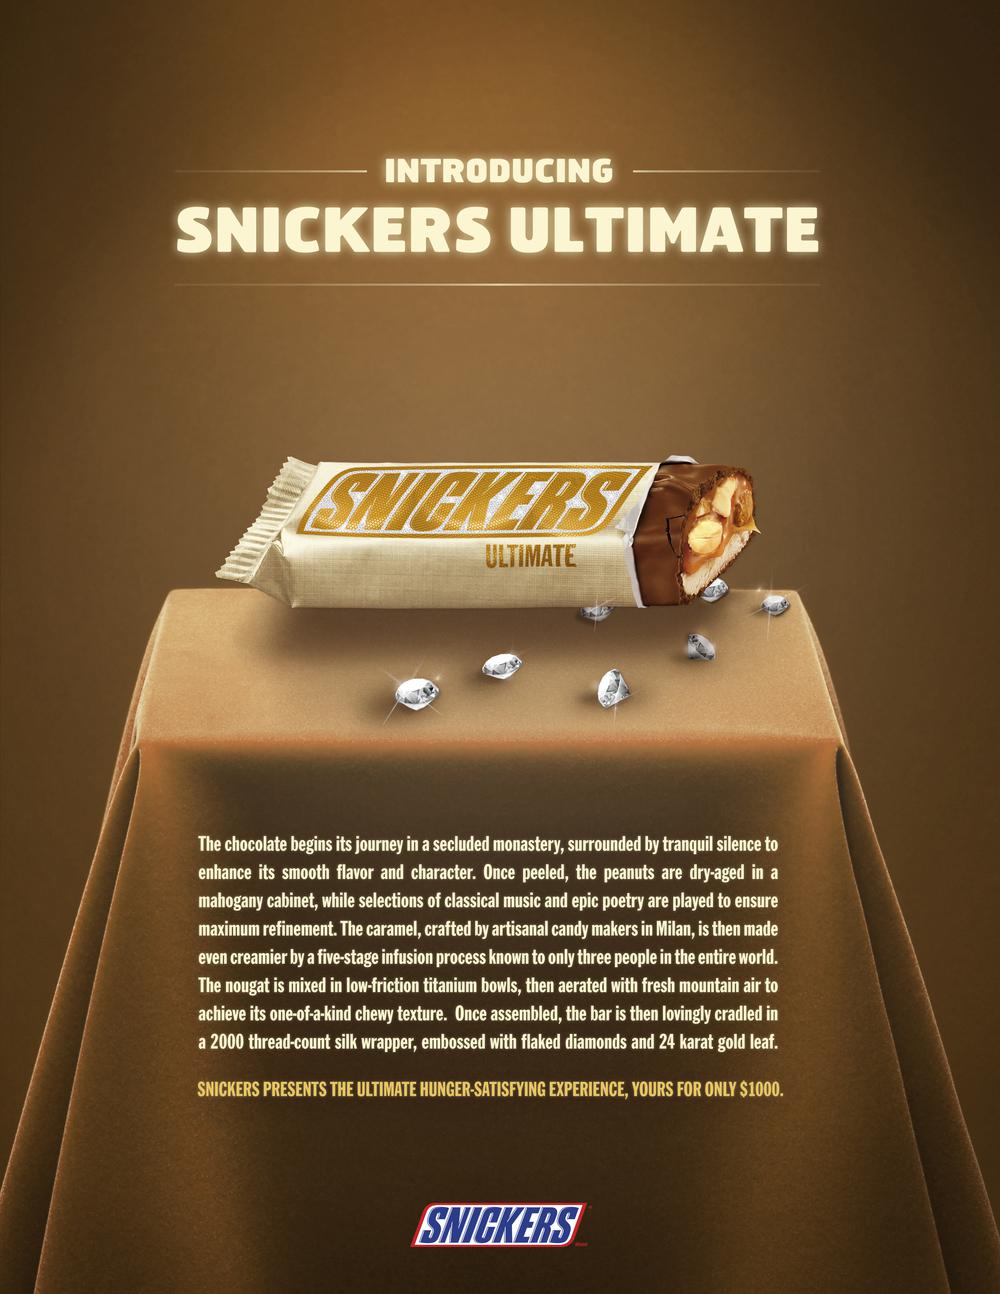 INTRODUCING
SNICKERS ULTIMATE
SNICKERS
ULTIMATE
The chocolate begins its journey in a secluded monastery, surrounded by tranquil silence to
enhance its smooth flavor and character. Once peeled, the peanuts are dry-aged in a
mahogany cabinet, while selections of classical music and epic poetry are played to ensure
maximum refinement. The caramel, crafted by artisanal candy makers in Milan, is then made
even creamier by a five-stage infusion process known to only three people in the entire world.
The nougat is mixed in low-friction titanium bowls, then aerated with fresh mountain air to
achieve its one-of-a-kind chewy texture. Once assembled, the bar is then lovingly cradled in
a 2000 thread-count silk wrapper, embossed with flaked diamonds and 24 karat gold leaf.
SNICKERS PRESENTS THE ULTIMATE HUNGER-SATISFYING EXPERIENCE, YOURS FOR ONLY $1000.
SNICKERS